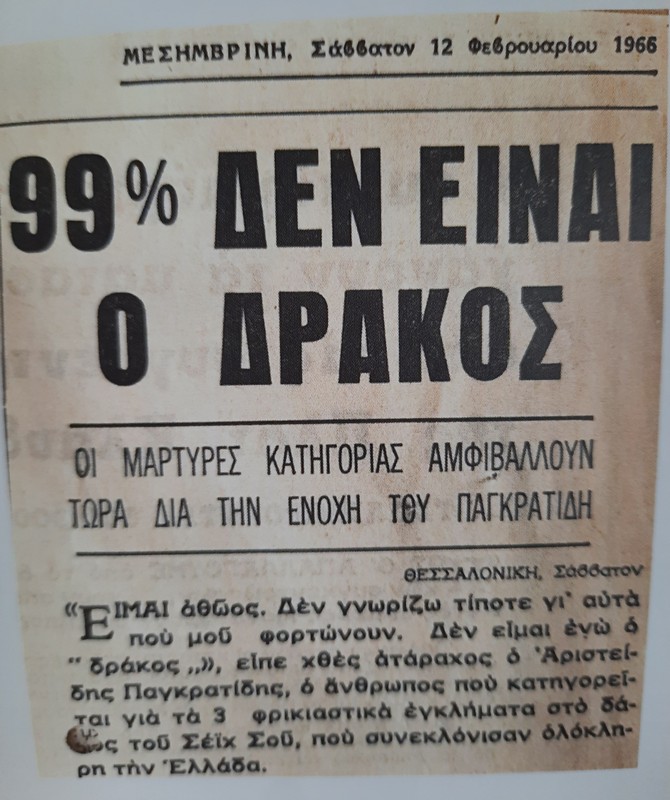 ΜΕΣΗΜΒΡΙΝΗ, Σάββατον 12 Φεβρουαρίου 1966
99% ΔΕΝ ΕΙΝΑΙ
Ο ΔΡΑΚΟΣ
ΟΙ ΜΑΡΤΥΡΕΣ ΚΑΤΗΓΟΡΙΑΣ ΑΜΦΙΒΑΛΛΟΥΝ
ΤΩΡΑ ΔΙΑ ΤΗΝ ΕΝΟΧΗ ΤΟΥ ΠΑΓΚΡΑΤΙΔΗ
ΘΕΣΣΑΛΟΝΙΚΗ, Σάββατον
«ΕΙΜΑΙ ἀθῶος. Δὲν γνωρίζω τίποτε γι' αὐτὰ
ποὺ μοῦ φορτώνουν. Δὲν εἶμαι ἐγὼ ὁ
"δράκος,,», εἶπε χθὲς ἀτάραχος ὁ Ἀριστεί-
δης Παγκρατίδης, ὁ ἄνθρωπος ποὺ κατηγορεῖ-
ται γιὰ τὰ 3 φρικιαστικὰ ἐγκλήματα στὸ δά-
σος τοῦ Σέϊχ Σοῦ, ποὺ συνεκλόνισαν ὁλόκλη-
ρη τὴν Ἑλλάδα.